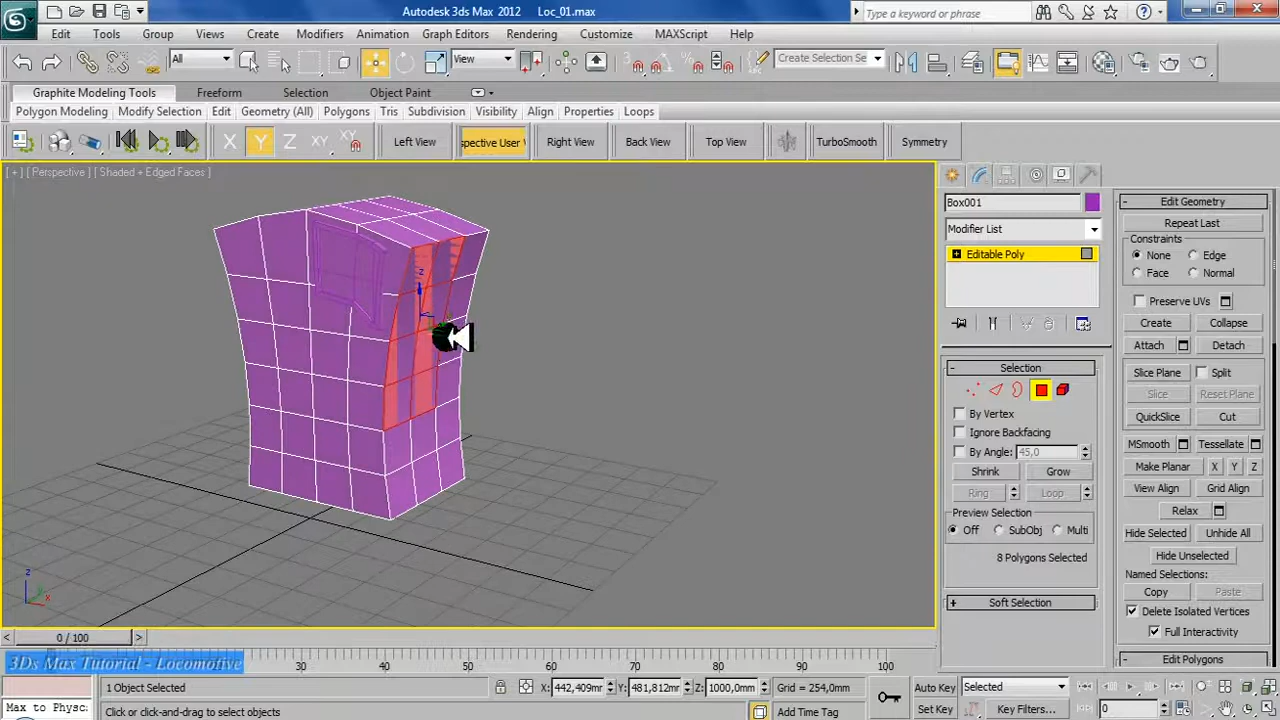 Autodesk 3ds Max 2012 Loc_01.max Type a keyword or phrase
Edit Tools Group Views Create Modifiers Animation Graph Editors Rendering Customize MAXScript Help
All View Create Selection Se
Graphite Modeling Tools Freeform Selection Object Paint
Polygon Modeling Modify Selection Edit Geometry (All) Polygons Tris Subdivision Visibility Align Properties Loops
X Y Z XY XY Left View spective User V Right View Back View Top View TurboSmooth Symmetry
[ + ] [ Perspective ] [ Shaded + Edged Faces ]
z
z
x
Box001
Modifier List
Editable Poly
- Selection
By Vertex
Ignore Backfacing
By Angle: 45,0
Shrink Grow
Ring Loop
Preview Selection
Off SubObj Multi
8 Polygons Selected
+ Soft Selection
- Edit Geometry
Repeat Last
Constraints
None Edge
Face Normal
Preserve UVs
Create Collapse
Attach Detach
Slice Plane Split
Slice Reset Plane
QuickSlice Cut
MSmooth Tessellate
Make Planar X Y Z
View Align Grid Align
Relax
Hide Selected Unhide All
Hide Unselected
Named Selections:
Copy Paste
Delete Isolated Vertices
Full Interactivity
- Edit Polygons
< 0 / 100 >
3Ds Max Tutorial - Locomotive
30 40 50 60 70 80 90 100
1 Object Selected X: 442,409mr Y: 481,812mr Z: 1000,0mm Grid = 254,0mm Auto Key Selected
Max to Physc Click or click-and-drag to select objects Add Time Tag Set Key Key Filters... 0